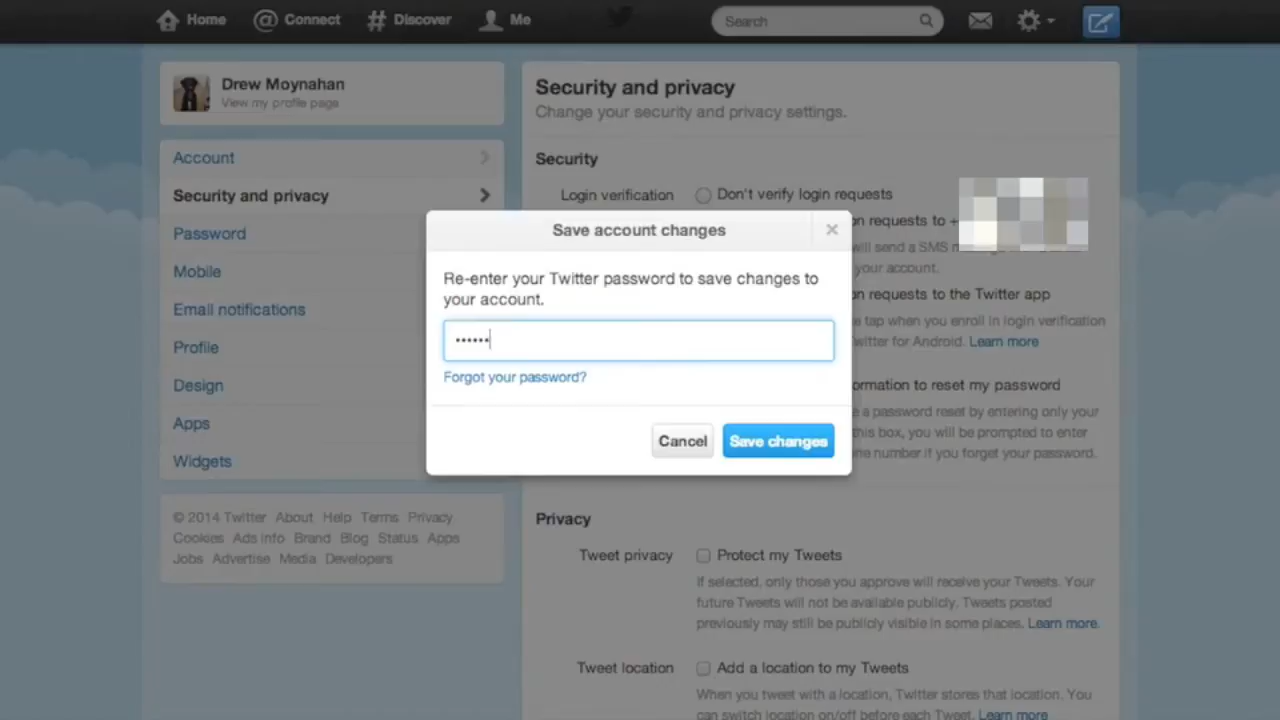 Home Connect Discover Me Search
Drew Moynahan
View my profile page
Account
Security and privacy
Password
Mobile
Email notifications
Profile
Design
Apps
Widgets
© 2014 Twitter About Help Terms Privacy
Cookies Ads info Brand Blog Status Apps
Jobs Advertise Media Developers
Security and privacy
Change your security and privacy settings.
Security
Login verification Don't verify login requests
on requests to +
will send a SMS
your account.
on requests to the Twitter app
e tap when you enroll in login verification
witter for Android. Learn more
ormation to reset my password
e a password reset by entering only your
this box, you will be prompted to enter
one number if you forget your password.
Save account changes
Re-enter your Twitter password to save changes to
your account.
••••••
Forgot your password?
Cancel Save changes
Privacy
Tweet privacy Protect my Tweets
If selected, only those you approve will receive your Tweets. Your
future Tweets will not be available publicly. Tweets posted
previously may still be publicly visible in some places. Learn more.
Tweet location Add a location to my Tweets
When you tweet with a location, Twitter stores that location. You
can switch location on/off before each Tweet. Learn more